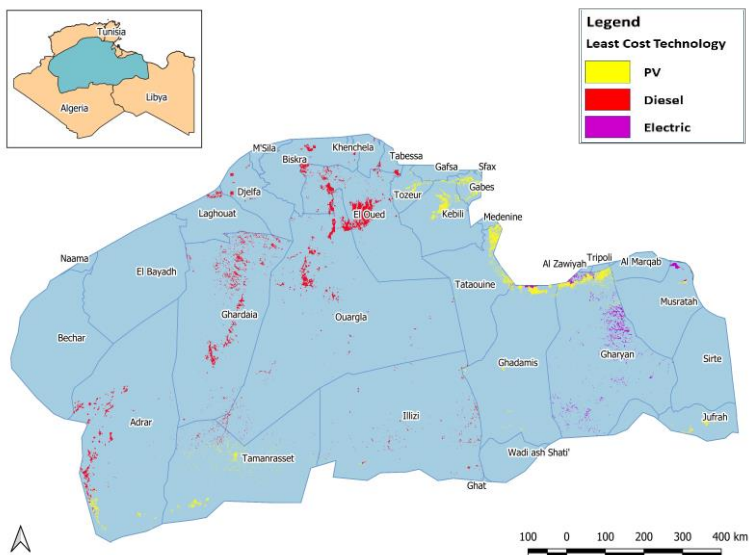 Tunisia
Algeria
Libya
Legend
Least Cost Technology
PV
Diesel
Electric
M'Sila
Khenchela
Biskra
Tabessa
Gafsa
Sfax
Djelfa
Tozeur
Gabes
Laghouat
El Oued
Kebili
Medenine
Naama
El Bayadh
Al Zawiyah
Tripoli
Al Marqab
Tataouine
Musratah
Ghardaia
Ouargla
Bechar
Ghadamis
Gharyan
Sirte
Adrar
Illizi
Jufrah
Tamanrasset
Wadi ash Shati'
Ghat
100 0 100 200 300 400 km